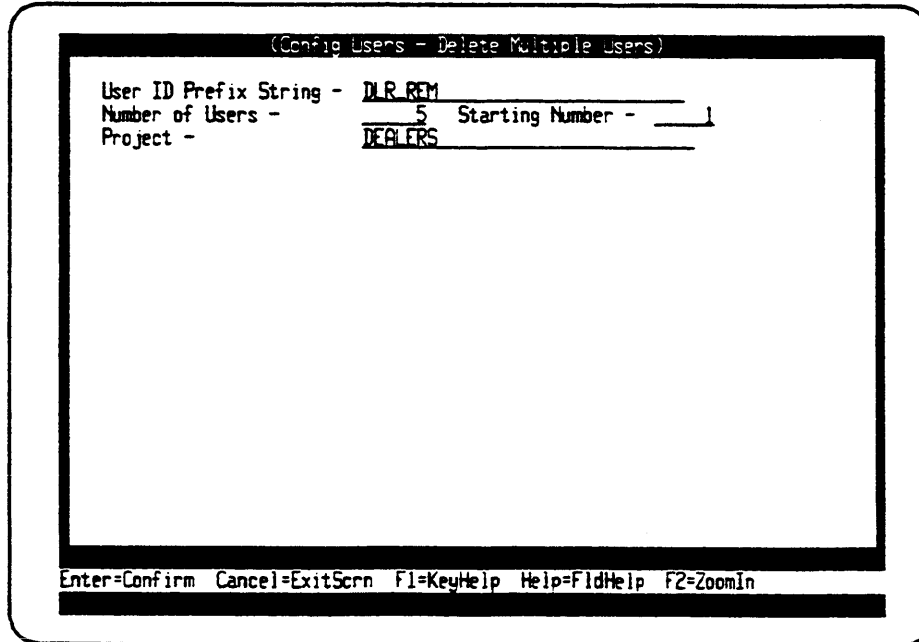 (Config Users - Delete Multiple Users)
User ID Prefix String - DLR_REM
Number of Users - 5 Starting Number - 1
Project - DEALERS
Enter=Confirm Cancel=ExitScrn F1=KeyHelp Help=FldHelp F2=ZoomIn